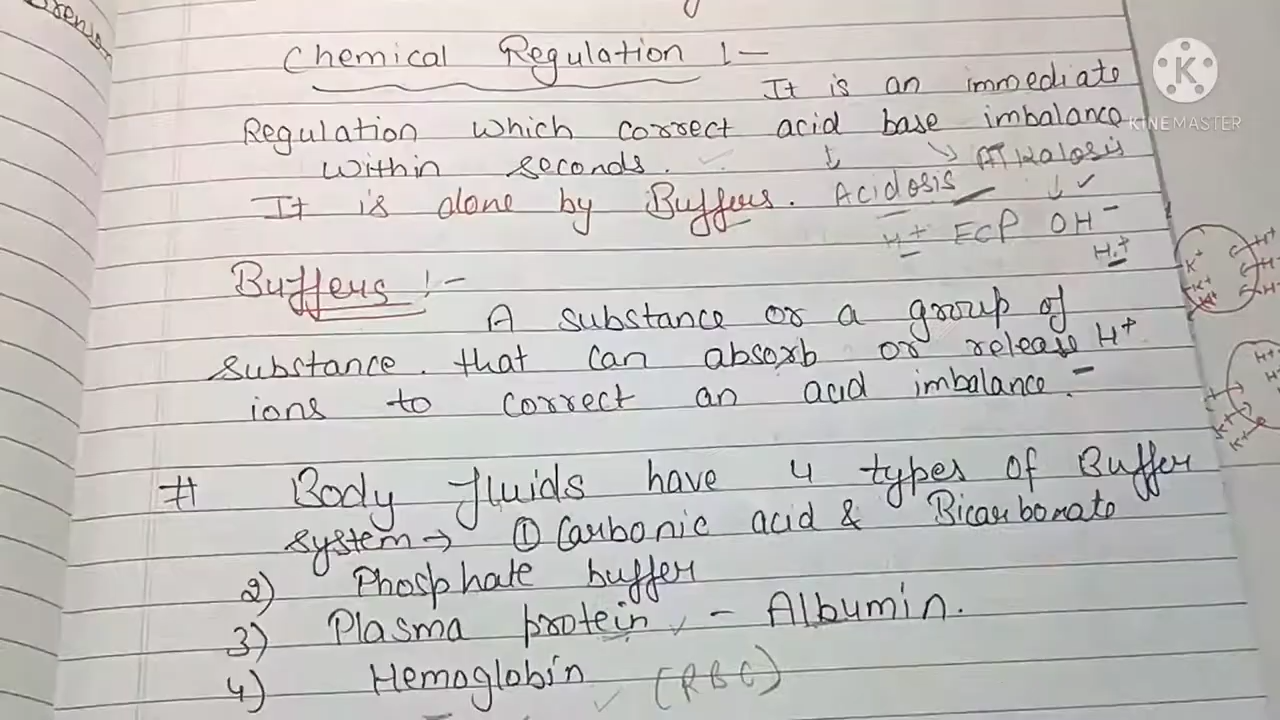 Chemical Regulation :-
It is an immediate
Regulation which correct acid base imbalance
within seconds.
↓ ↘ Alkalosis
It is done by Buffers. Acidosis ↓ ✓
H+ ECF OH-
H+
Buffers :-
A substance or a group of
substance. that can absorb or release H+
ions to correct an acid imbalance -
# Body fluids have 4 types of Buffer
system → ① Carbonic acid & Bicarbonate
2) Phosphate buffer
3) Plasma protein ✓ - Albumin.
4) Hemoglobin ✓ (RBC)
K+
H+
H+
K+
K+
K
KINEMASTER